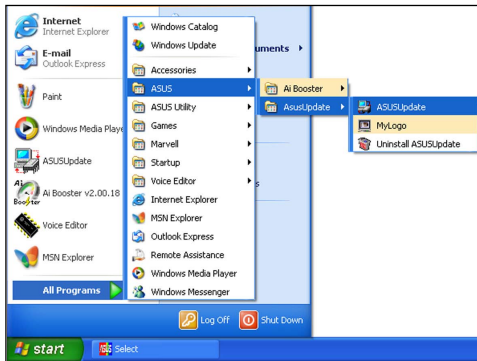 Internet
Internet Explorer
E-mail
Outlook Express
Paint
Windows Media Playe
ASUSUpdate
Ai Booster v2.00.18
Voice Editor
MSN Explorer
All Programs
Windows Catalog
Windows Update
Accessories
ASUS
ASUS Utility
Games
Marvell
Startup
Voice Editor
Internet Explorer
MSN Explorer
Outlook Express
Remote Assistance
Windows Media Player
Windows Messenger
uments
s
Ai Booster
AsusUpdate
ASUSUpdate
MyLogo
Uninstall ASUSUpdate
Log Off
Shut Down
start
Select